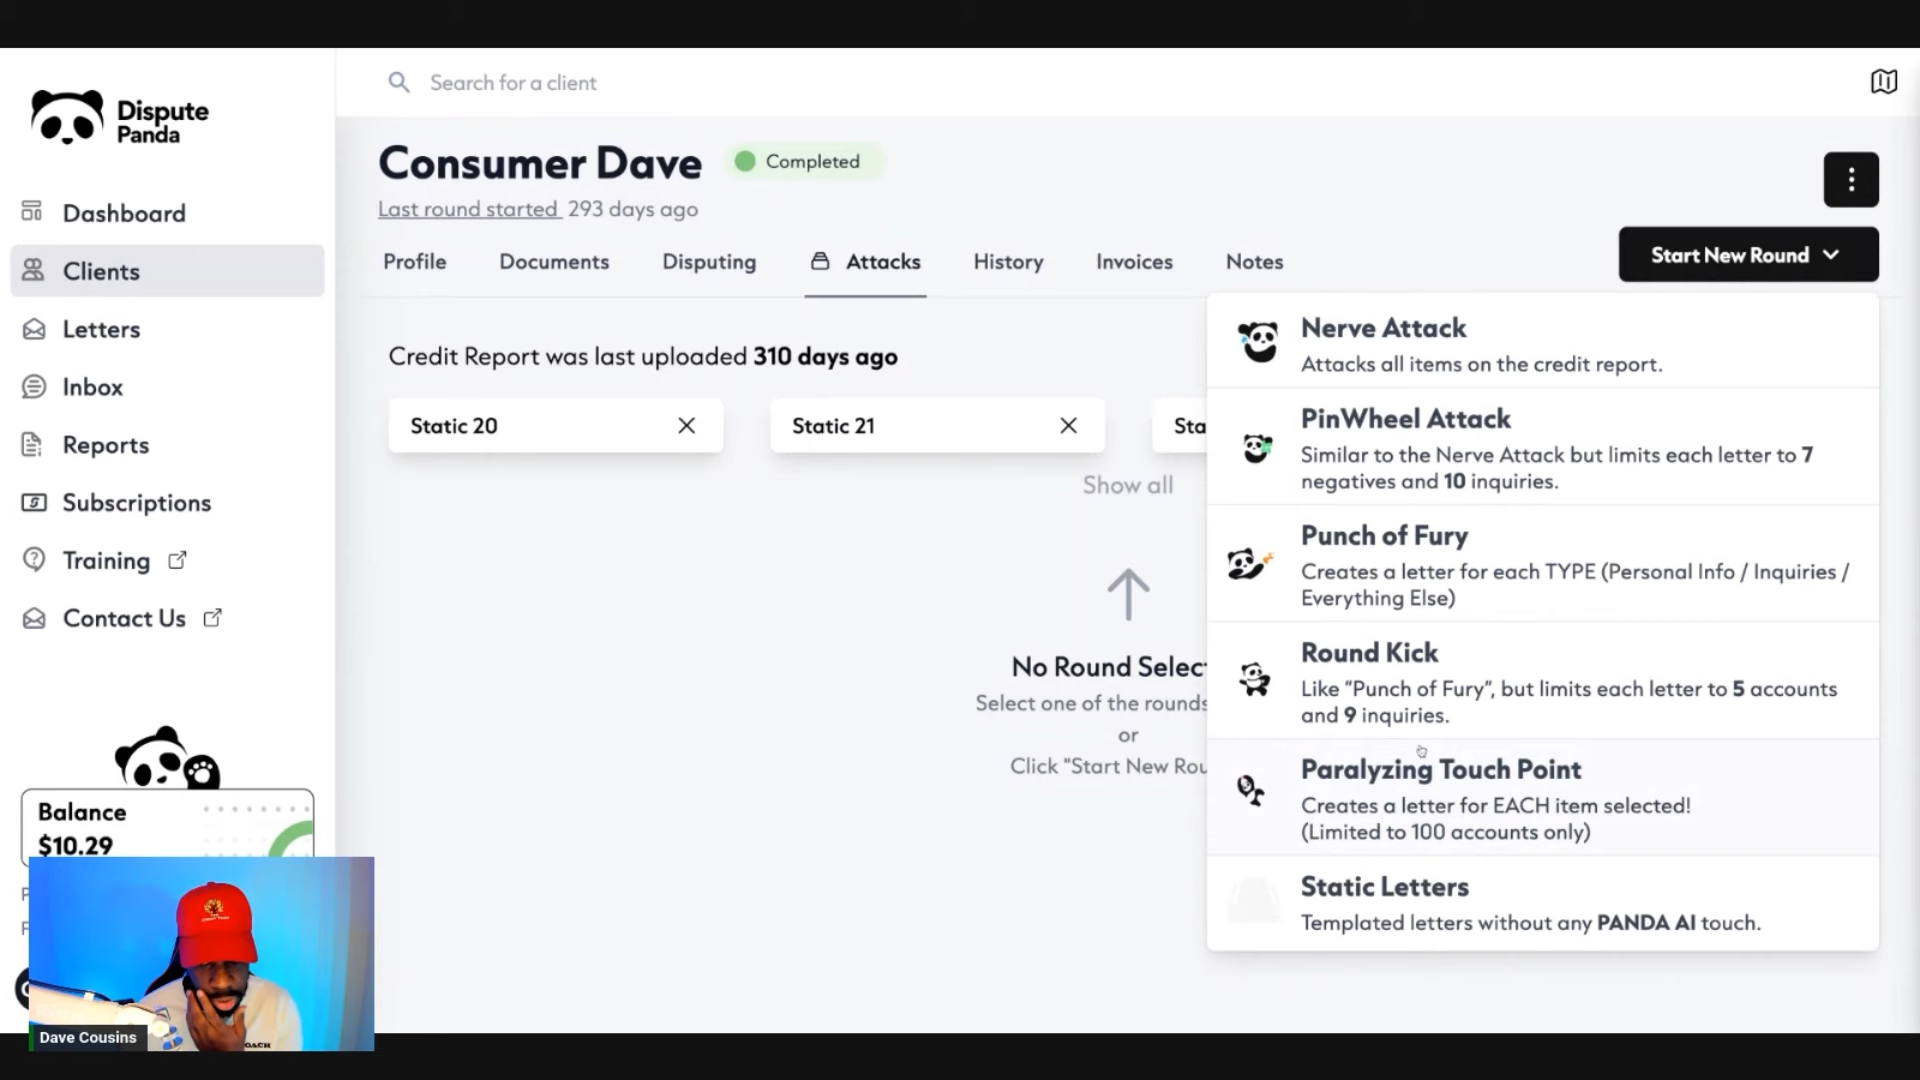 Search for a client
Dispute
Panda
Consumer Dave
Completed
Last round started 293 days ago
Dashboard
Clients
Letters
Inbox
Reports
Subscriptions
Training
Contact Us
Balance
$10.29
Profile
Documents
Disputing
Attacks
History
Invoices
Notes
Start New Round
Credit Report was last uploaded 310 days ago
Static 20
Static 21
Sta
Show all
No Round Selec
Select one of the rounds
or
Click "Start New Rou
Nerve Attack
Attacks all items on the credit report.
PinWheel Attack
Similar to the Nerve Attack but limits each letter to 7
negatives and 10 inquiries.
Punch of Fury
Creates a letter for each TYPE (Personal Info / Inquiries /
Everything Else)
Round Kick
Like “Punch of Fury”, but limits each letter to 5 accounts
and 9 inquiries.
Paralyzing Touch Point
Creates a letter for EACH item selected!
(Limited to 100 accounts only)
Static Letters
Templated letters without any PANDA AI touch.
Dave Cousins